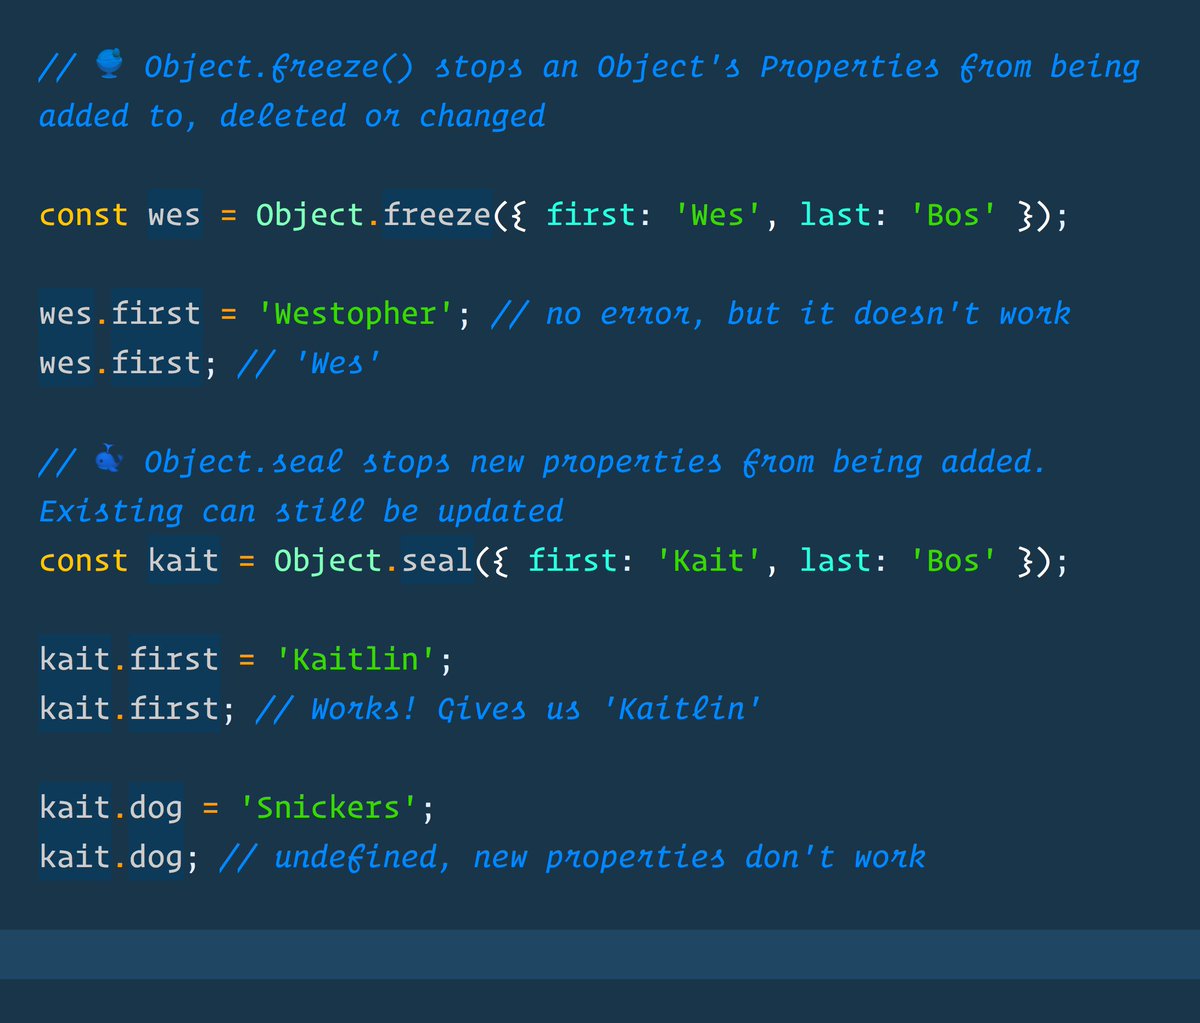 // 🍧 Object.freeze() stops an Object's Properties from being
added to, deleted or changed
const wes = Object.freeze({ first: 'Wes', last: 'Bos' });
wes.first = 'Westopher'; // no error, but it doesn't work
wes.first; // 'Wes'
// 🐳 Object.seal stops new properties from being added.
Existing can still be updated
const kait = Object.seal({ first: 'Kait', last: 'Bos' });
kait.first = 'Kaitlin';
kait.first; // Works! Gives us 'Kaitlin'
kait.dog = 'Snickers';
kait.dog; // undefined, new properties don't work